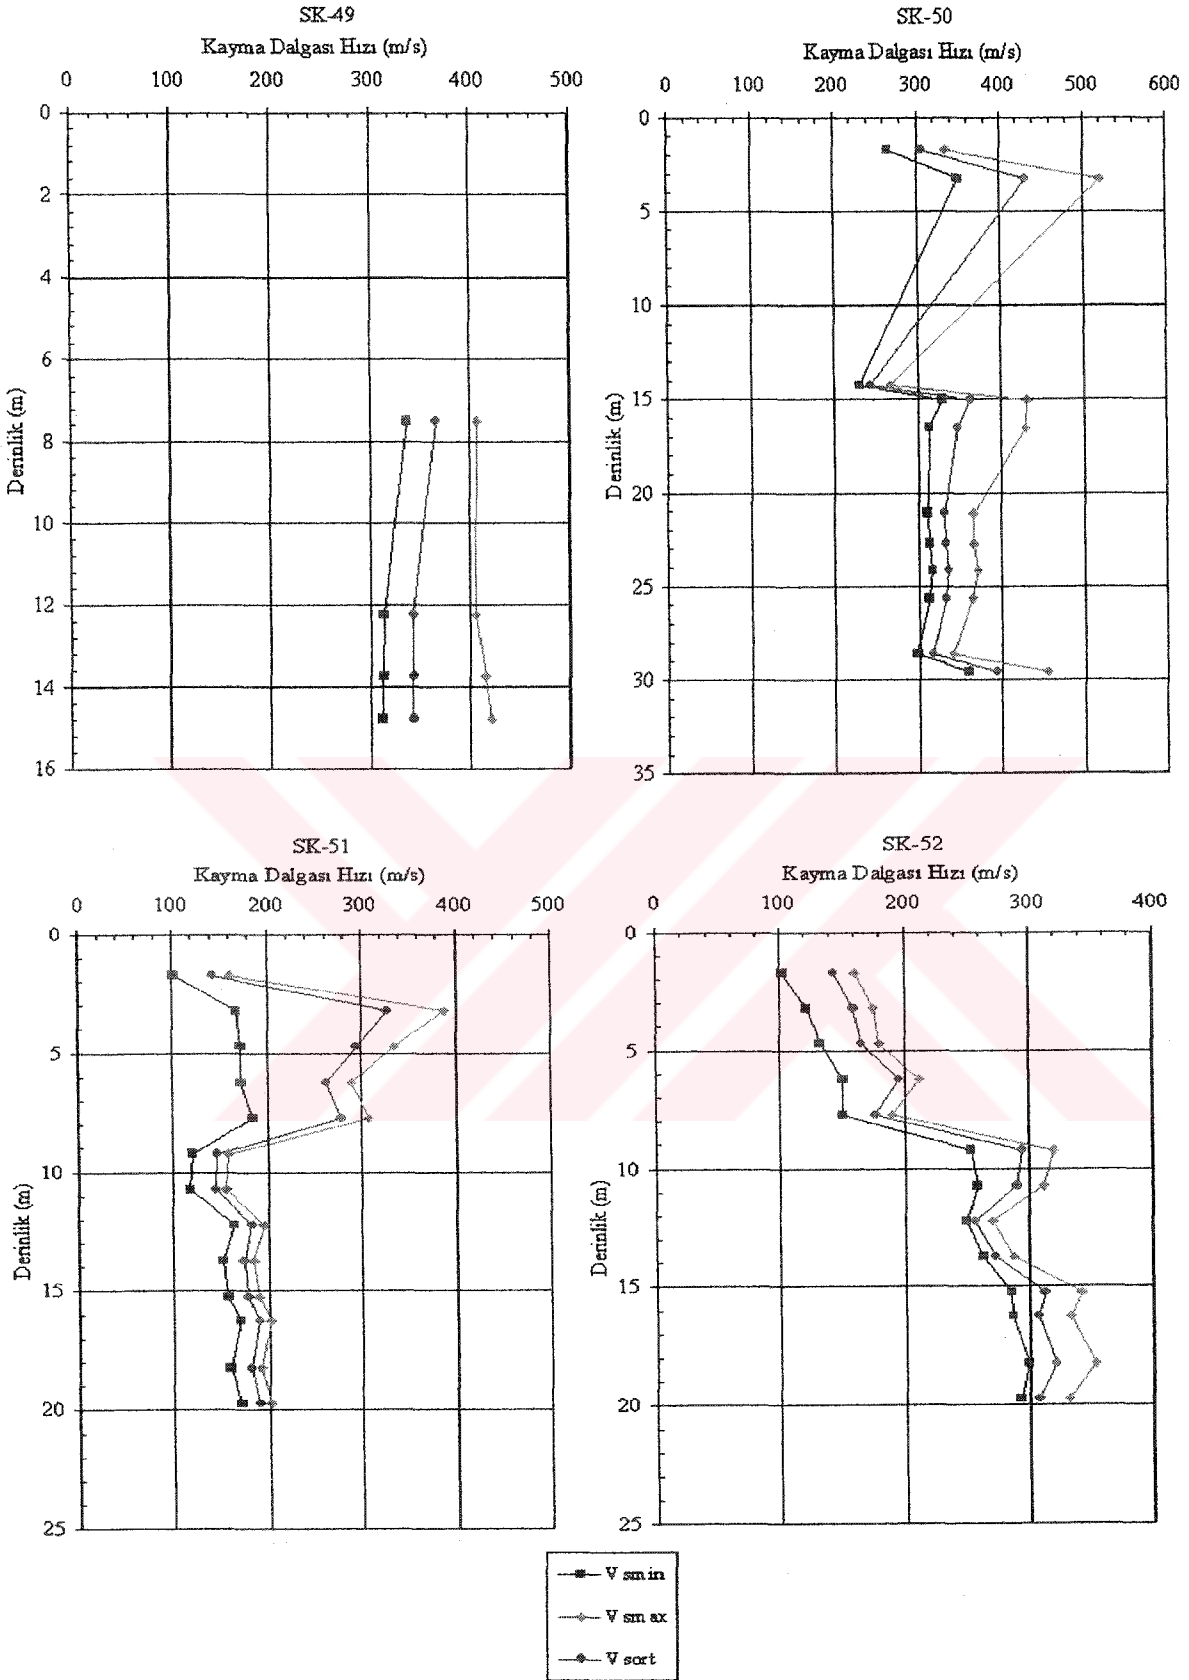 SK-49
Kayma Dalgası Hızı (m/s)
0 100 200 300 400 500
0
2
4
6
8
10
12
14
16
Derinlik (m)
SK-50
Kayma Dalgası Hızı (m/s)
0 100 200 300 400 500 600
0
5
10
15
20
25
30
35
Derinlik (m)
SK-51
Kayma Dalgası Hızı (m/s)
0 100 200 300 400 500
0
5
10
15
20
25
Derinlik (m)
SK-52
Kayma Dalgası Hızı (m/s)
0 100 200 300 400
0
5
10
15
20
25
Derinlik (m)
V smin
V smax
V sort